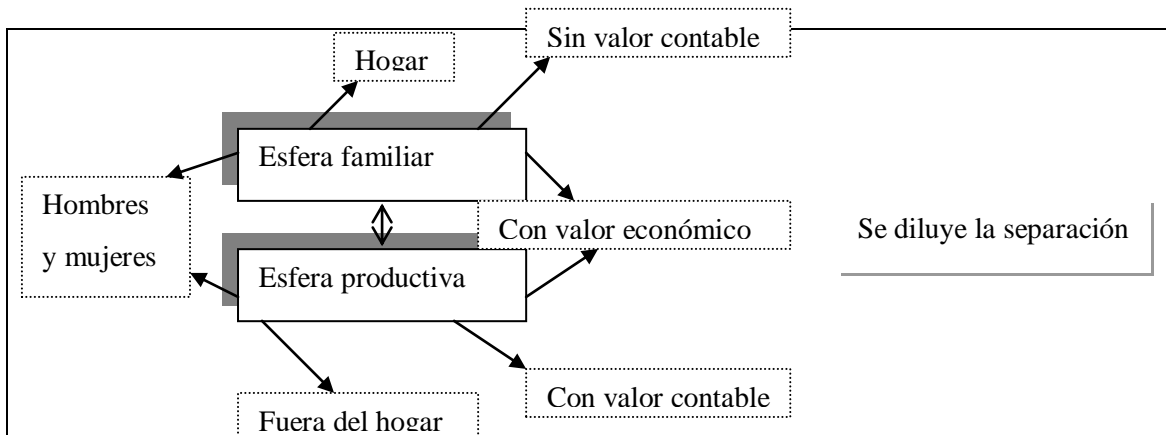 Sin valor contable
Hogar
Esfera familiar
Hombres
y mujeres
Con valor económico
Se diluye la separación
Esfera productiva
Con valor contable
Fuera del hogar